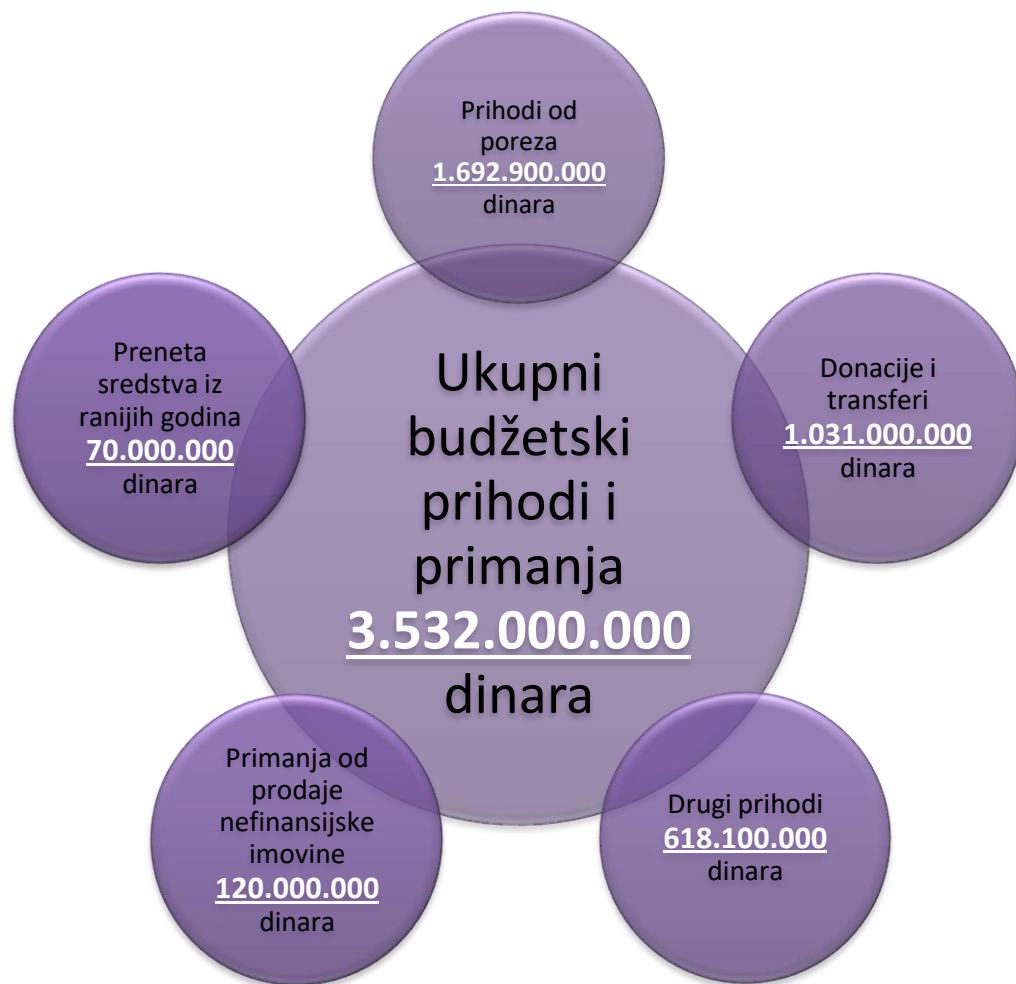 Prihodi od
poreza
1.692.900.000
dinara
Preneta
sredstva iz
ranijih godina
70.000.000
dinara
Ukupni
budžetski
prihodi i
primanja
3.532.000.000
dinara
Donacije i
transferi
1.031.000.000
dinara
Primanja od
prodaje
nefinansijske
imovine
120.000.000
dinara
Drugi prihodi
618.100.000
dinara